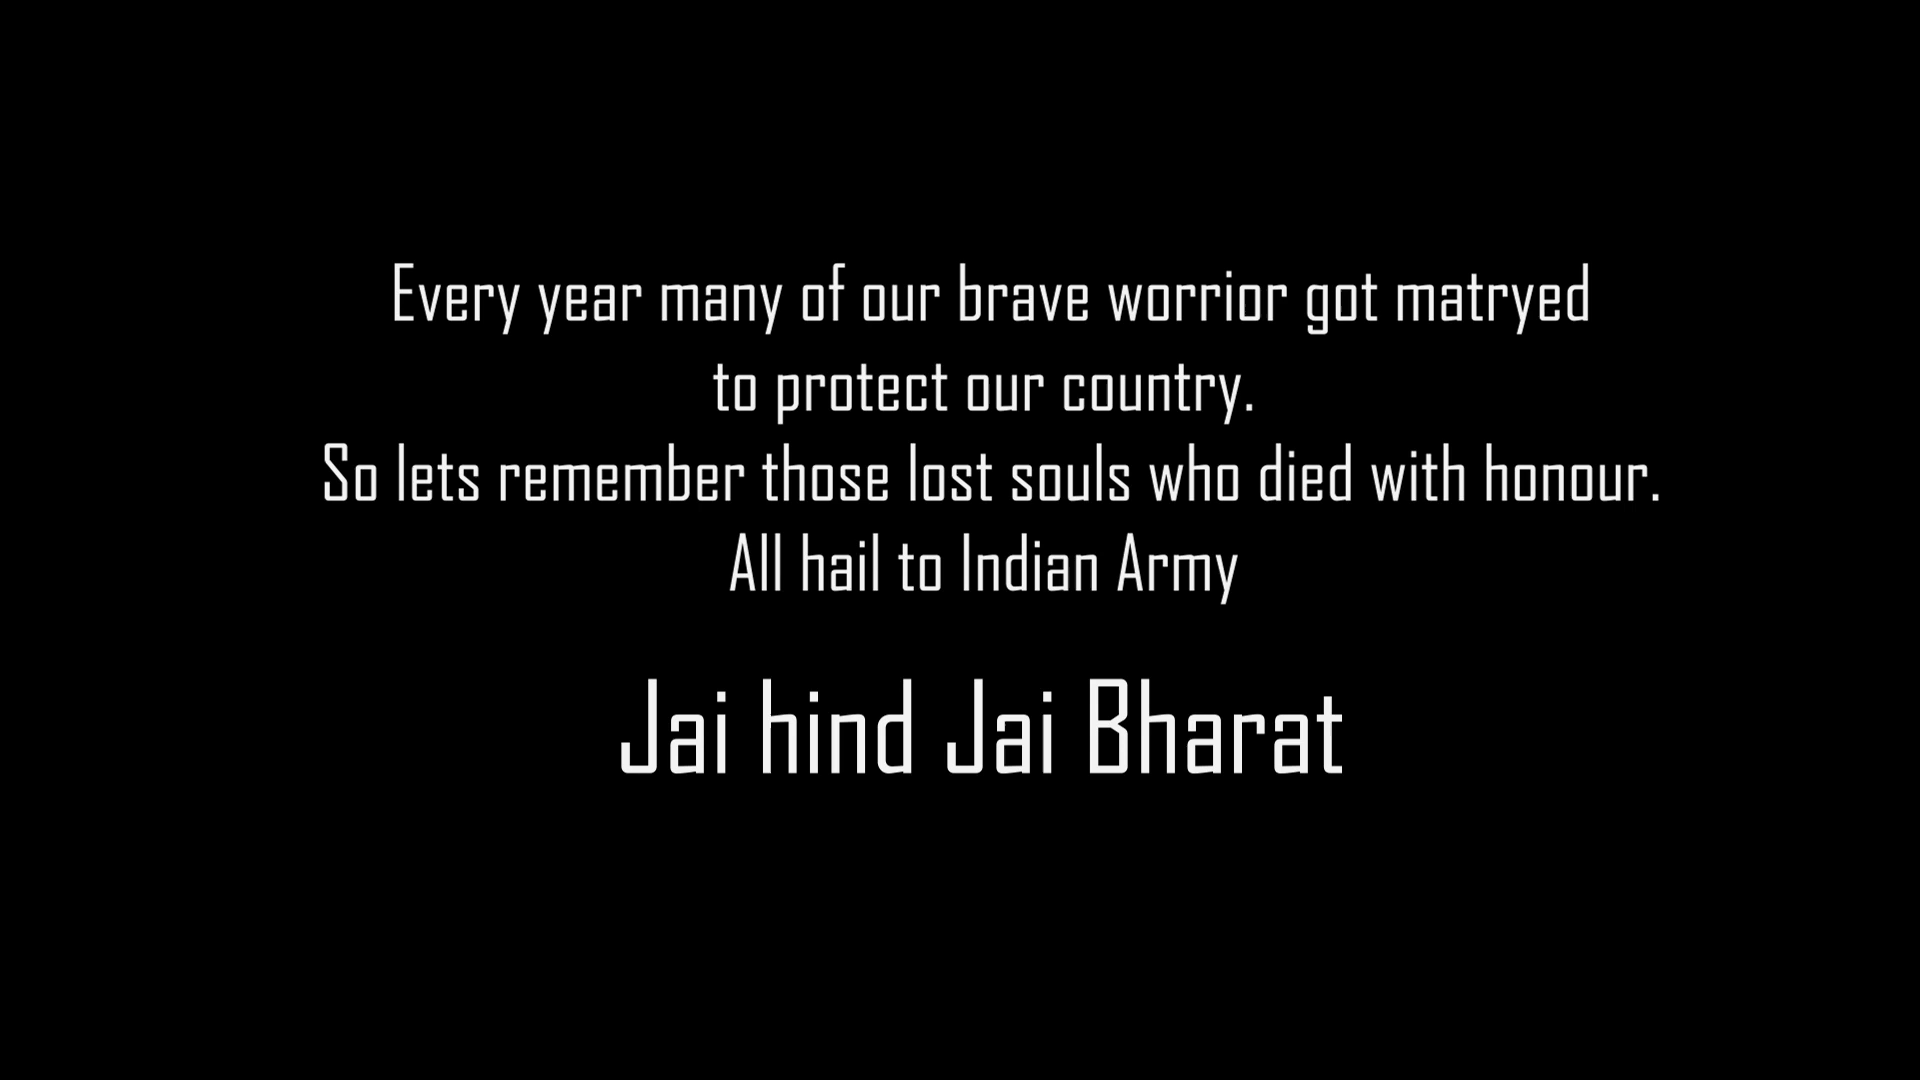 Every year many of our brave worrior got matryed
to protect our country.
So lets remember those lost souls who died with honour.
All hail to Indian Army
Jai hind Jai Bharat